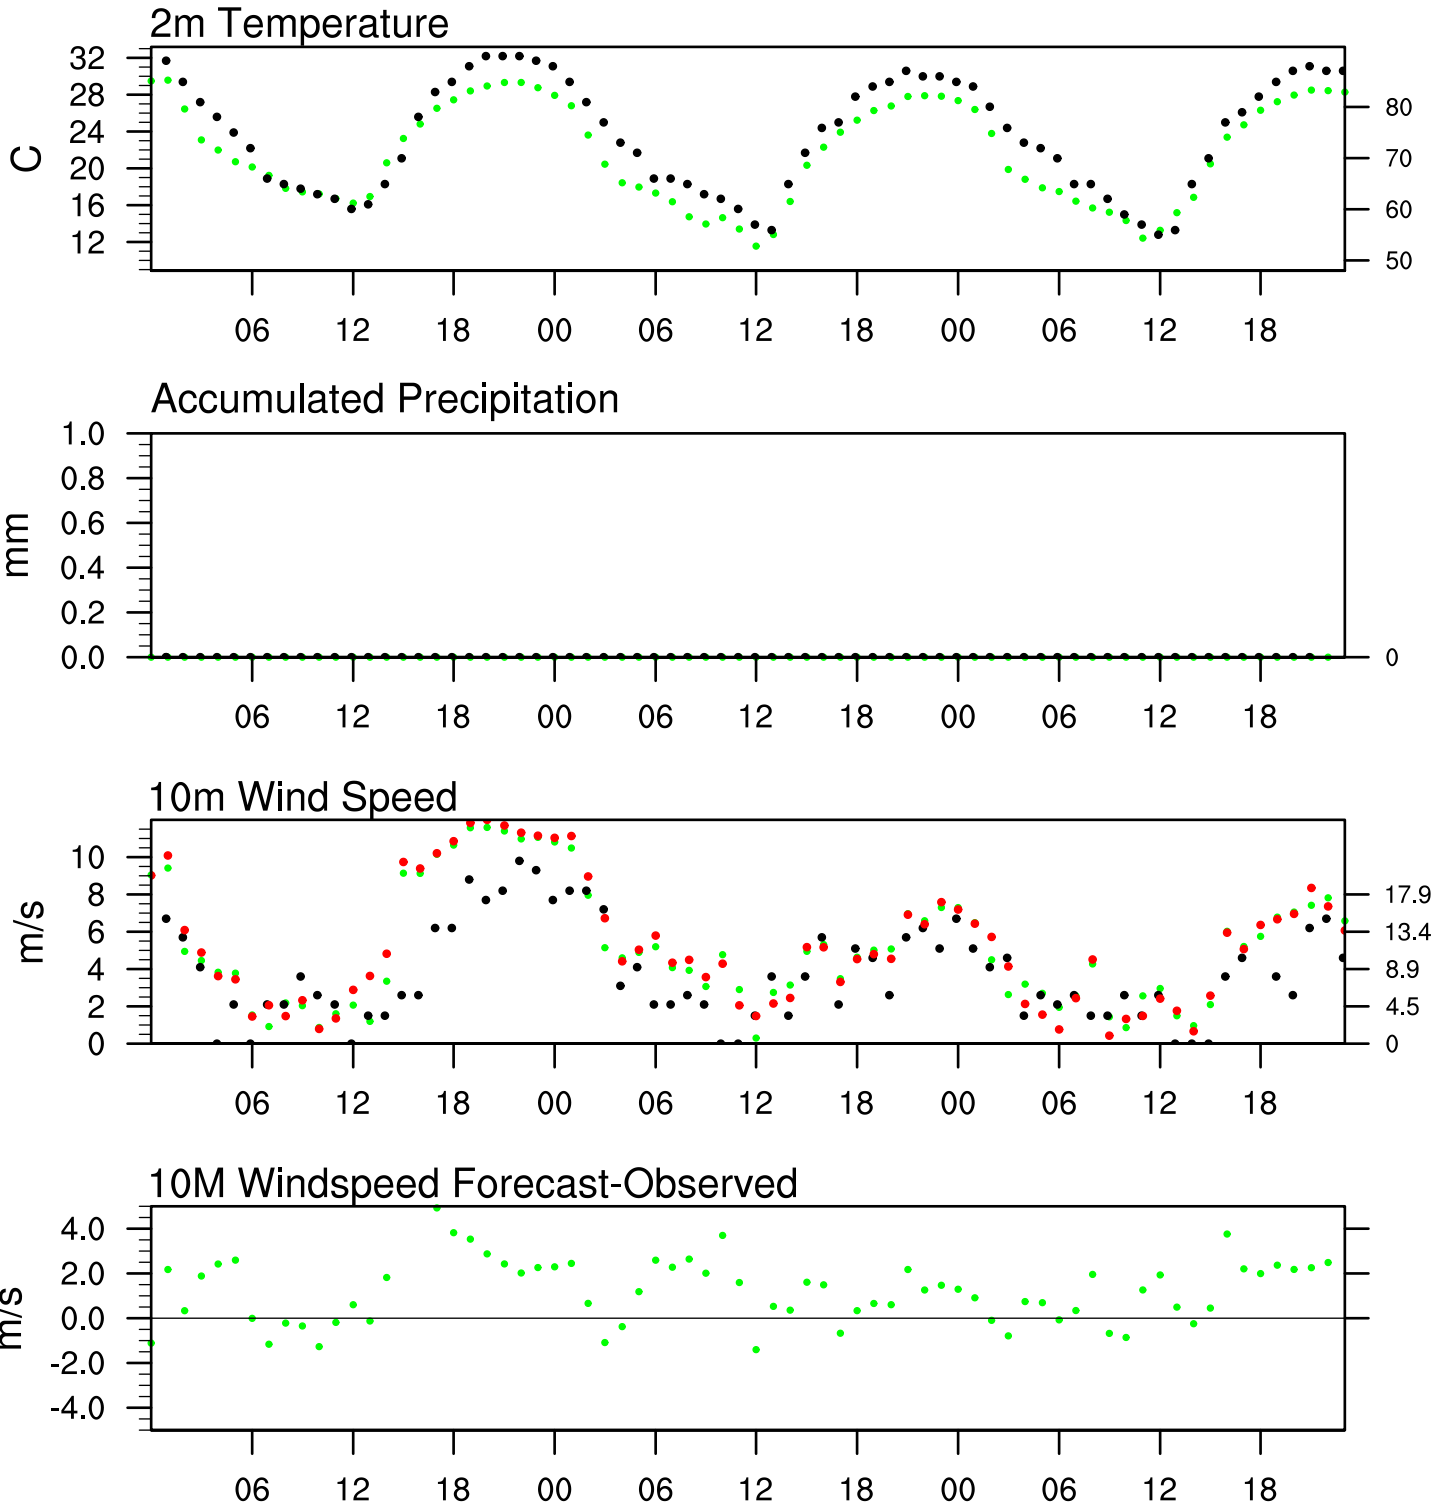 2m Temperature
32
28
24
20
16
12
C
80
70
60
50
06 12 18 00 06 12 18 00 06 12 18
Accumulated Precipitation
1.0
0.8
0.6
0.4
0.2
0.0
mm
0
06 12 18 00 06 12 18 00 06 12 18
10m Wind Speed
10
8
6
4
2
0
m/s
17.9
13.4
8.9
4.5
0
06 12 18 00 06 12 18 00 06 12 18
10M Windspeed Forecast-Observed
4.0
2.0
0.0
-2.0
-4.0
m/s
06 12 18 00 06 12 18 00 06 12 18